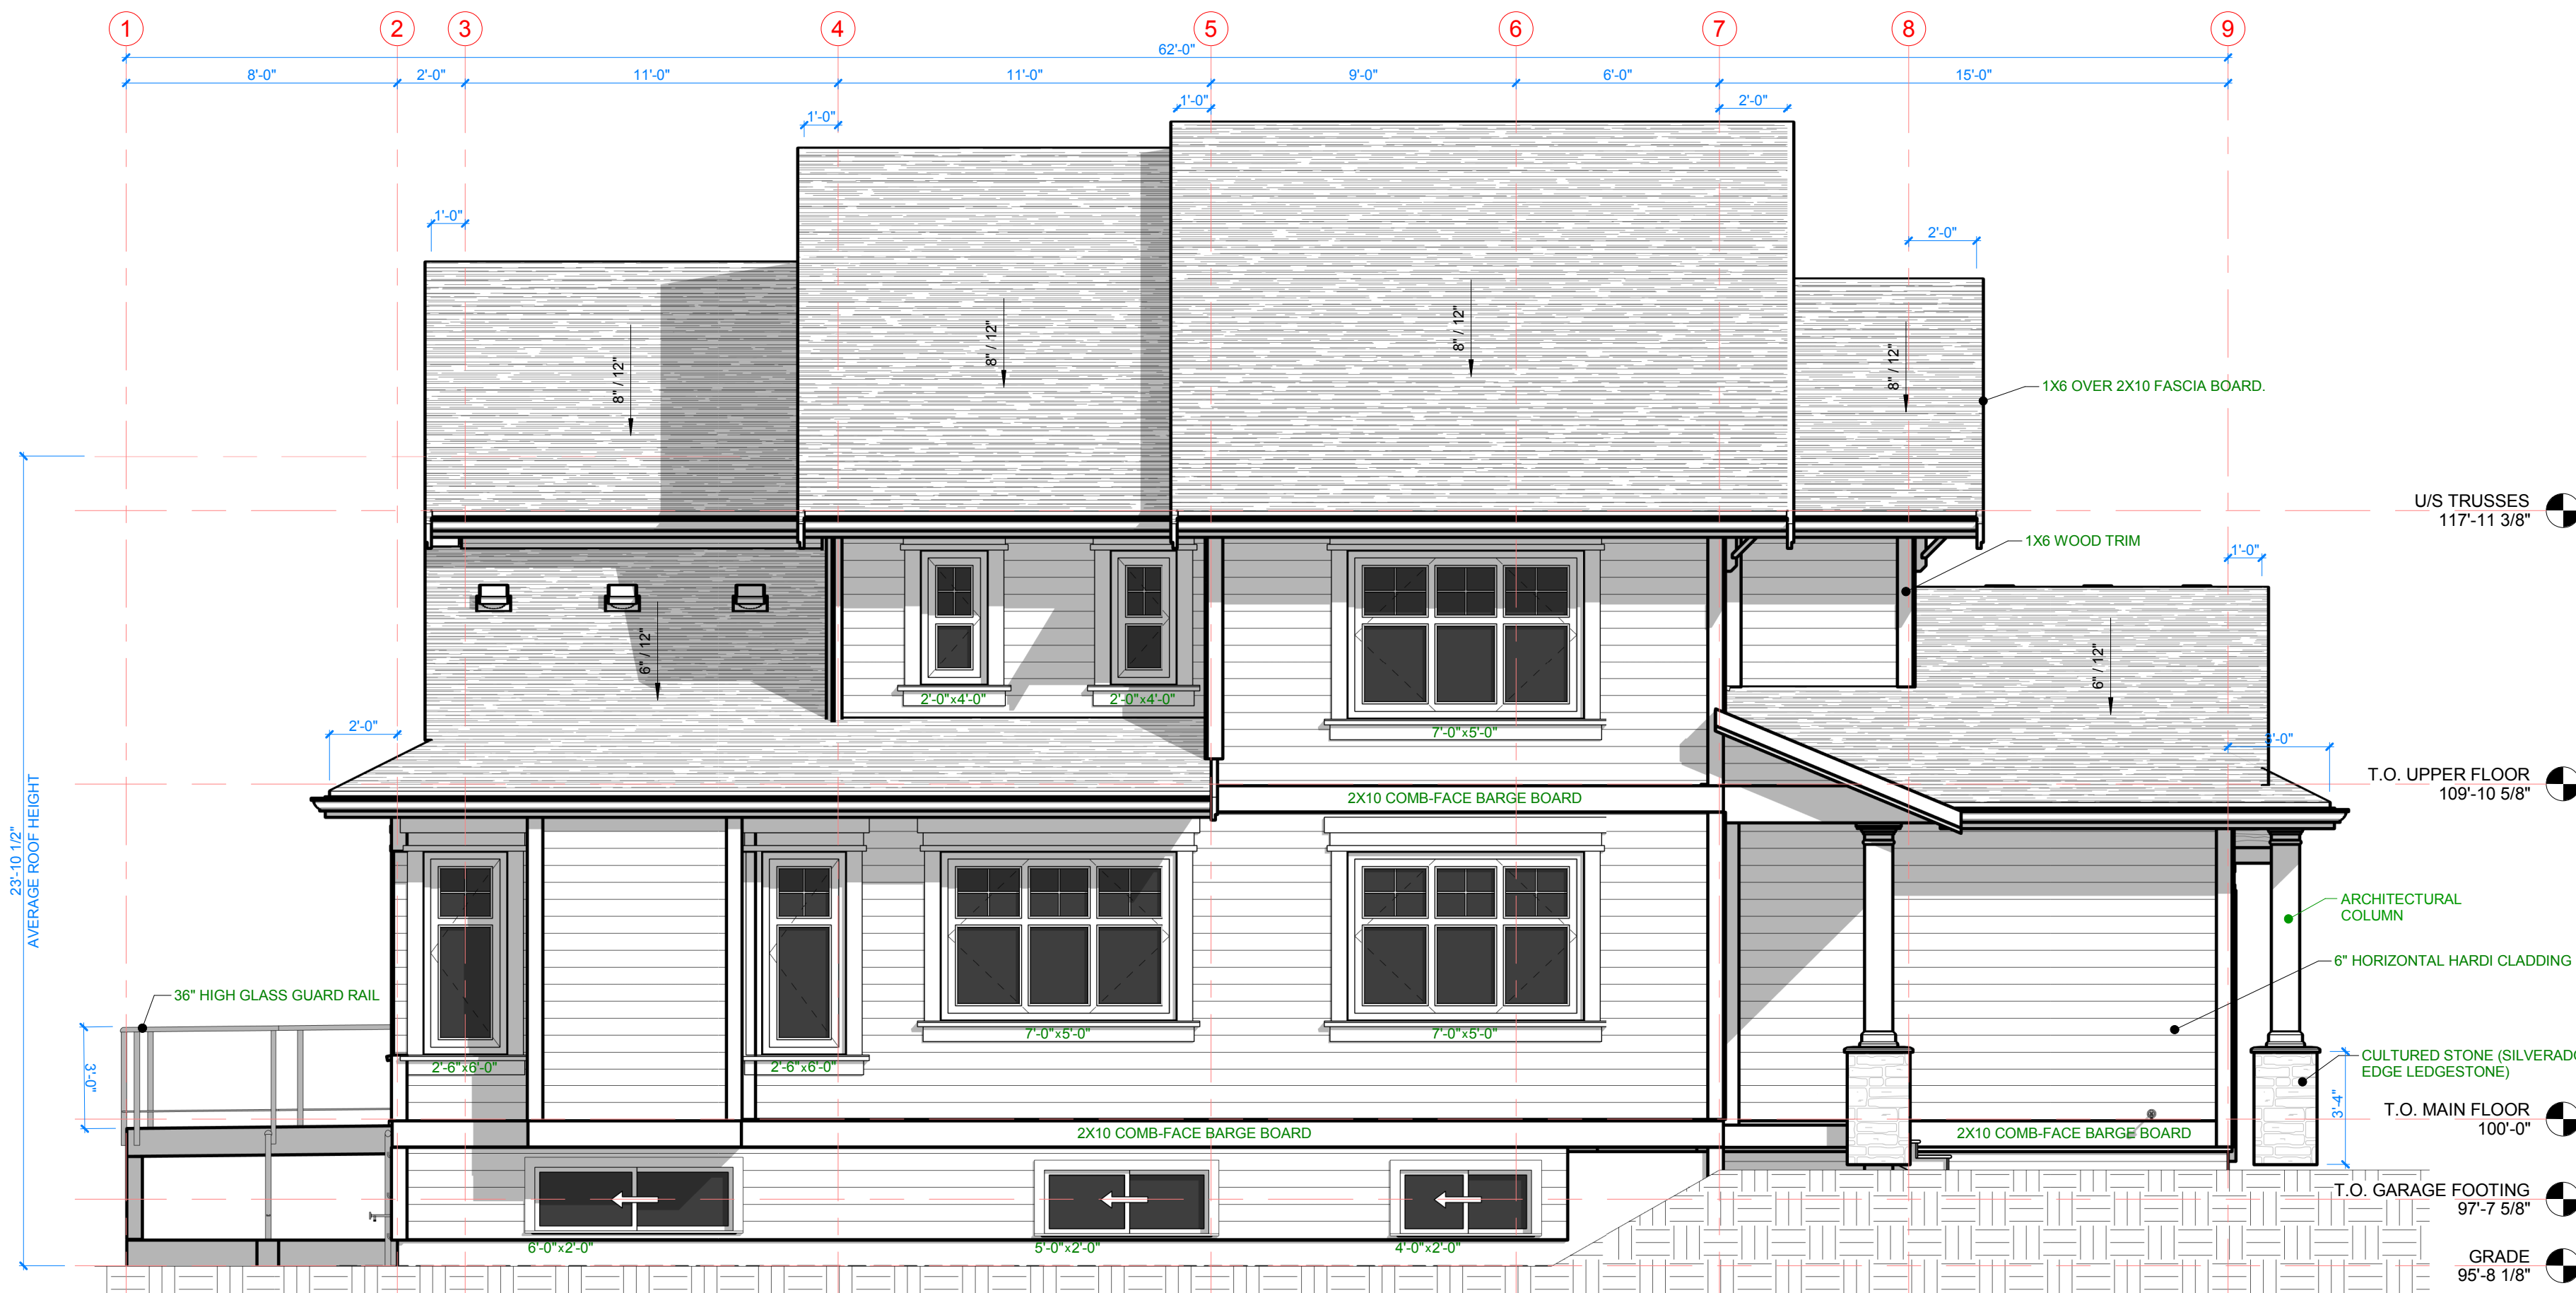 1 2 3 4 5 6 7 8 9
62'-0"
8'-0" 2'-0" 11'-0" 11'-0" 9'-0" 6'-0" 15'-0"
1'-0" 1'-0" 2'-0"
1'-0"
2'-0"
8" / 12"
8" / 12"
8" / 12"
8" / 12"
1X6 OVER 2X10 FASCIA BOARD.
U/S TRUSSES
117'-11 3/8"
1X6 WOOD TRIM
1'-0"
6" / 12"
6" / 12"
2'-0"x4'-0" 2'-0"x4'-0"
7'-0"x5'-0"
2'-0"
T.O. UPPER FLOOR
109'-10 5/8"
2X10 COMB-FACE BARGE BOARD
23'-10 1/2"
AVERAGE ROOF HEIGHT
ARCHITECTURAL
COLUMN
6" HORIZONTAL HARDI CLADDING
36" HIGH GLASS GUARD RAIL
3'-0"
7'-0"x5'-0" 7'-0"x5'-0"
2'-6"x6'-0" 2'-6"x6'-0"
CULTURED STONE
EDGE LEDGESTONE)
3'-4"
T.O. MAIN FLOOR
100'-0"
2X10 COMB-FACE BARGE BOARD 2X10 COMB-FACE BARGE BOARD
T.O. GARAGE FOOTING
97'-7 5/8"
6'-0"x2'-0" 5'-0"x2'-0" 4'-0"x2'-0"
GRADE
95'-8 1/8"